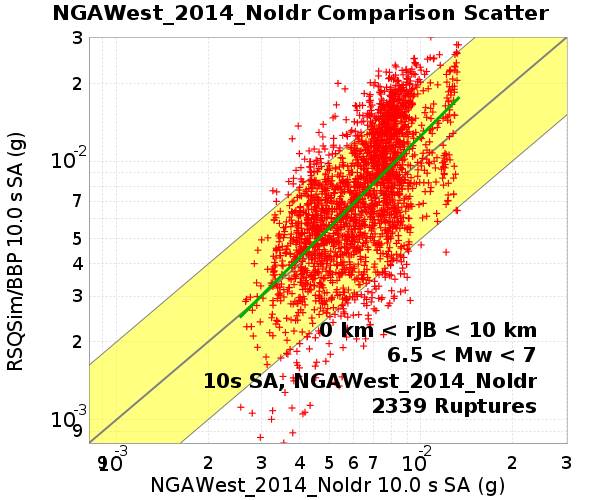 NGAWest_2014_NoIdr Comparison Scatter
RSQSim/BBP 10.0 s SA (g)
3
2
10-2
7
5
4
3
2
10-3
9
0 km < rJB < 10 km
6.5 < Mw < 7
10s SA, NGAWest_2014_NoIdr
2339 Ruptures
9 10-3 2 3 4 5 6 7 10-2 2 3
NGAWest_2014_NoIdr 10.0 s SA (g)